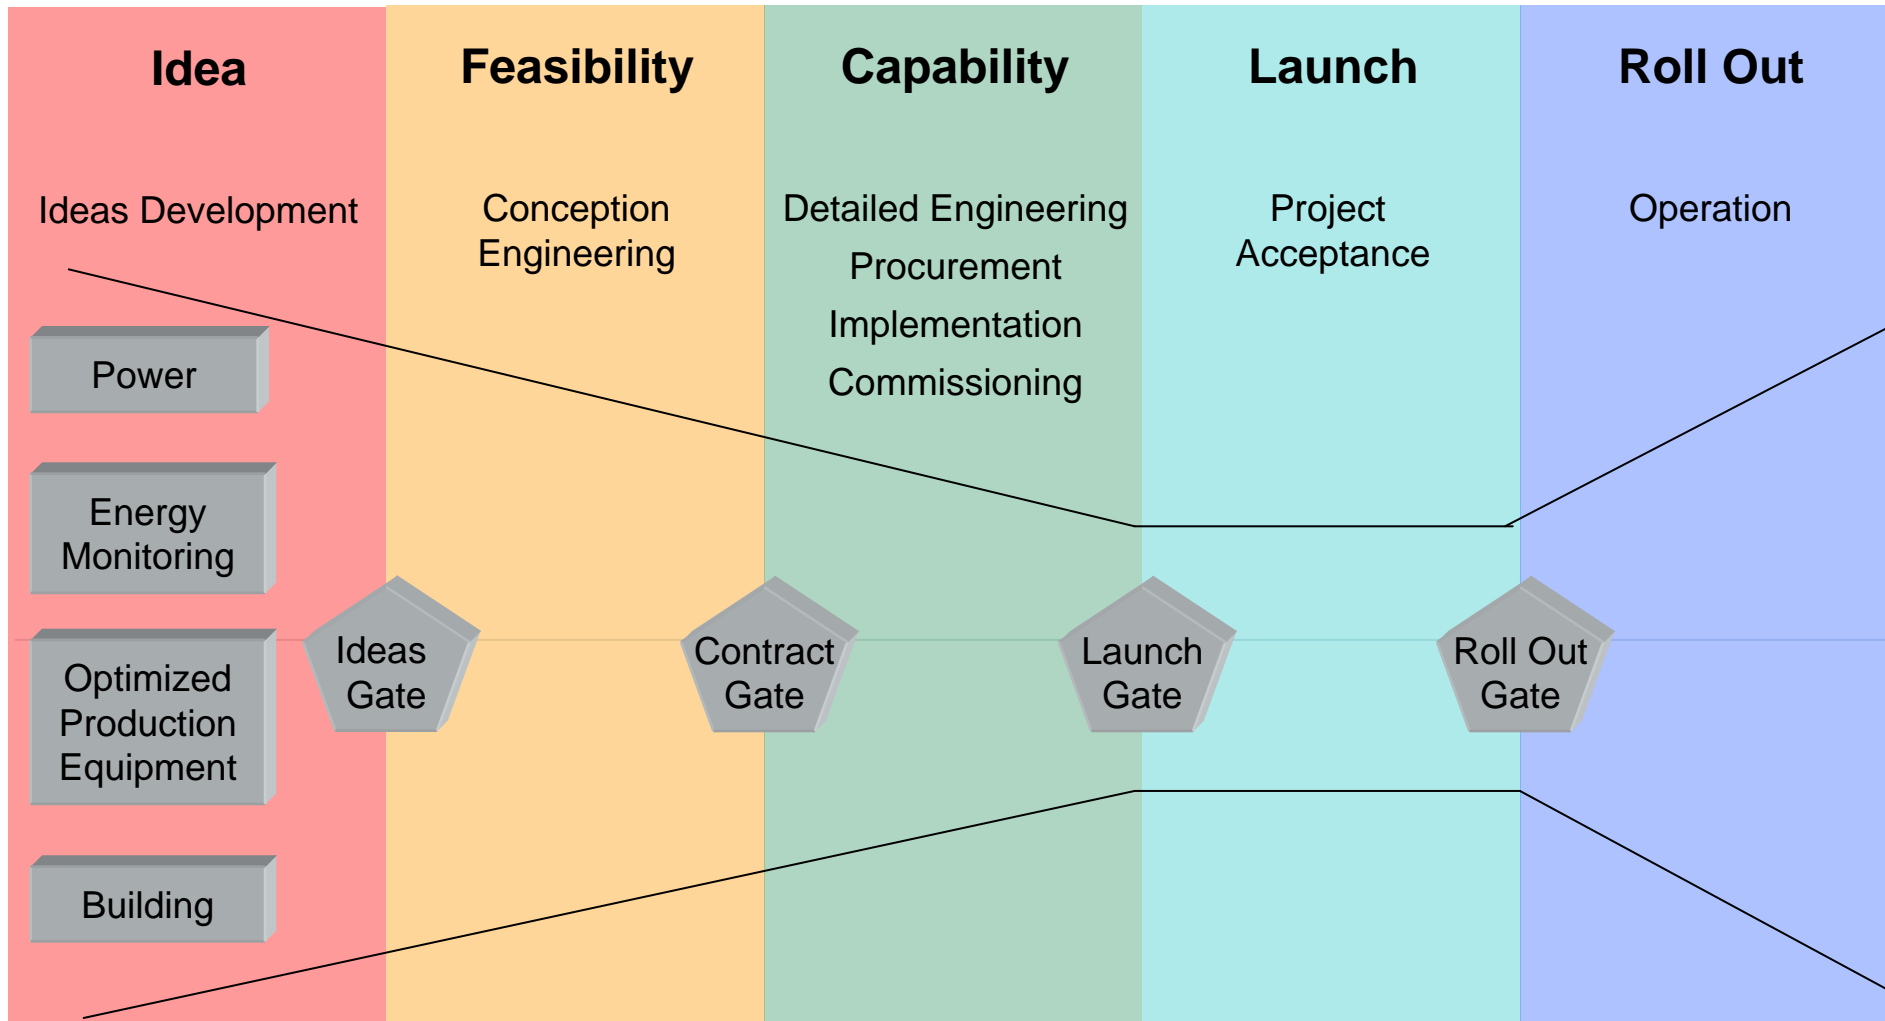 Idea
Feasibility
Capability
Launch
Roll Out
Ideas Development
Conception
Engineering
Detailed Engineering
Procurement
Implementation
Commissioning
Project
Acceptance
Operation
Power
Energy
Monitoring
Optimized
Production
Equipment
Building
Ideas
Gate
Contract
Gate
Launch
Gate
Roll Out
Gate